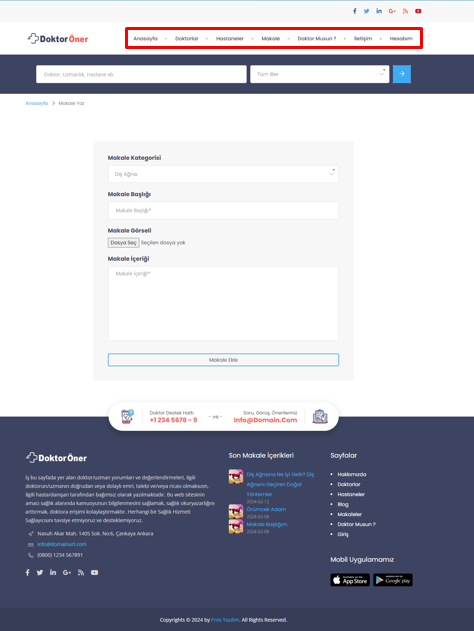 DoktorÖner
Anasayfa
Doktorlar
Hastaneler
Makale
Doktor Musun ?
İletişim
Hesabım
Doktor, Uzmanlık, Hastane vb.
Tüm İller
Anasayfa > Makale Yaz
Makale Kategorisi
Diş Ağrısı
Makale Başlığı
Makale Başlığı*
Makale Görseli
Dosya Seç Seçilen dosya yok
Makale İçeriği
Makale İçeriği*
Makale Ekle
Doktor Destek Hattı
+1 234 5678 - 9
- ve -
Soru, Görüş, Önerileriniz
Info@Domain.Com
DoktorÖner
İş bu sayfada yer alan doktor/uzman yorumları ve değerlendirmeleri, ilgili
doktorun/uzmanın doğrudan veya dolaylı emri, talebi ve/veya ricası olmaksızın,
ilgili hasta/danışan tarafından bağımsız olarak yazılmaktadır. Bu web sitesinin
amacı sağlık alanında kamuoyunun bilgilenmesini sağlamak, sağlık okuryazarlığını
arttırmak, doktora erişimi kolaylaştırmaktır. Herhangi bir Sağlık Hizmeti
Sağlayıcısını tavsiye etmiyoruz ve desteklemiyoruz.
Nasuh Akar Mah. 1405 Sok. No:6, Çankaya Ankara
info@domainurl.com
(0800) 1234 567891
Son Makale İçerikleri
Diş Ağrısına Ne İyi Gelir? Diş
Ağrısını Geçiren Doğal
Yöntemler
2024-02-12
Örümcek Adam
2024-02-08
Makale Başlığım
2024-02-08
Sayfalar
Hakkımızda
Doktorlar
Hastaneler
Blog
Makaleler
Doktor Musun ?
Giriş
Mobil Uygulamamız
App Store
Google play
Copyrights © 2024 by Pros Yazılım. All Rights Reserved.